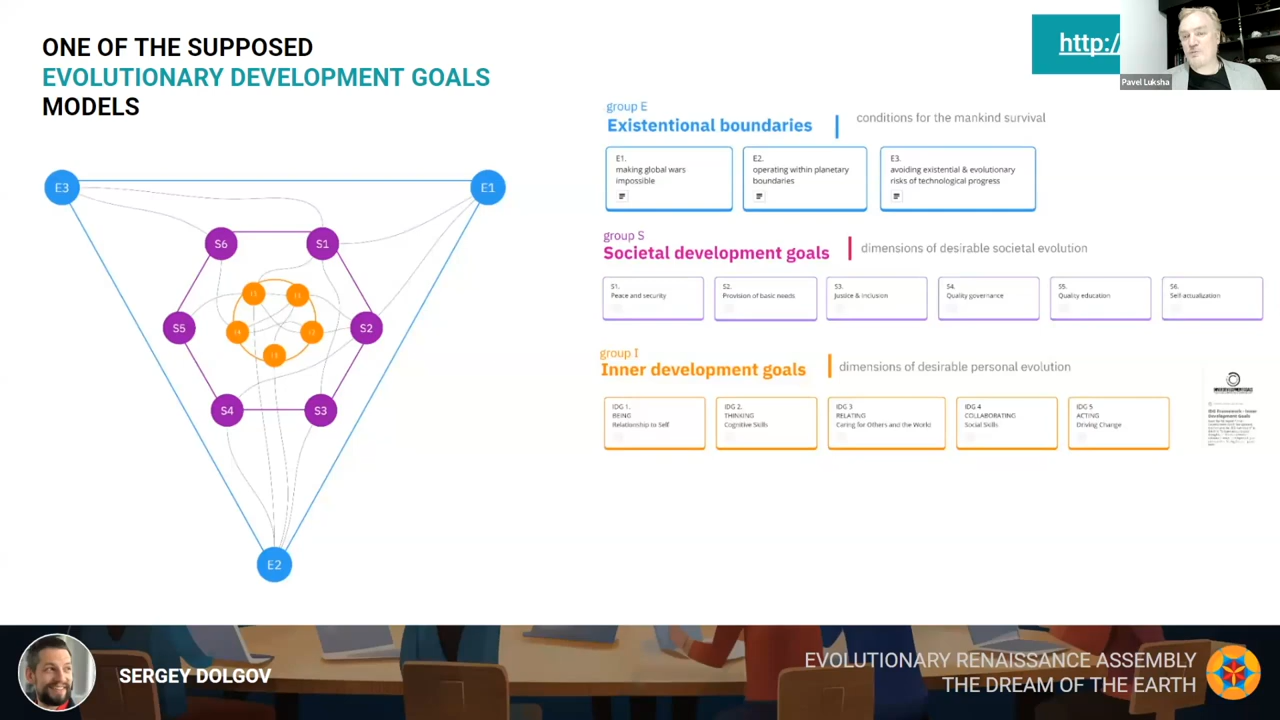 ONE OF THE SUPPOSED
EVOLUTIONARY DEVELOPMENT GOALS
MODELS
http:/
Pavel Luksha
group E
Existentional boundaries
conditions for the mankind survival
E1.
making global wars
impossible
E2.
operating within planetary
boundaries
E3.
avoiding existential & evolutionary
risks of technological progress
group S
Societal development goals
dimensions of desirable societal evolution
S1.
Peace and security
S2.
Provision of basic needs
S3.
Justice & inclusion
S4.
Quality governance
S5.
Quality education
S6.
Self actualization
group I
Inner development goals
dimensions of desirable personal evolution
IDG 1.
BEING
Relationship to Self
IDG 2.
THINKING
Cognitive Skills
IDG 3
RELATING
Caring for Others and the World
IDG 4
COLLABORATING
Social Skills
IDG 5
ACTING
Driving Change
E3
E1
S6
S1
S5
S2
S4
S3
E2
SERGEY DOLGOV
EVOLUTIONARY RENAISSANCE ASSEMBLY
THE DREAM OF THE EARTH